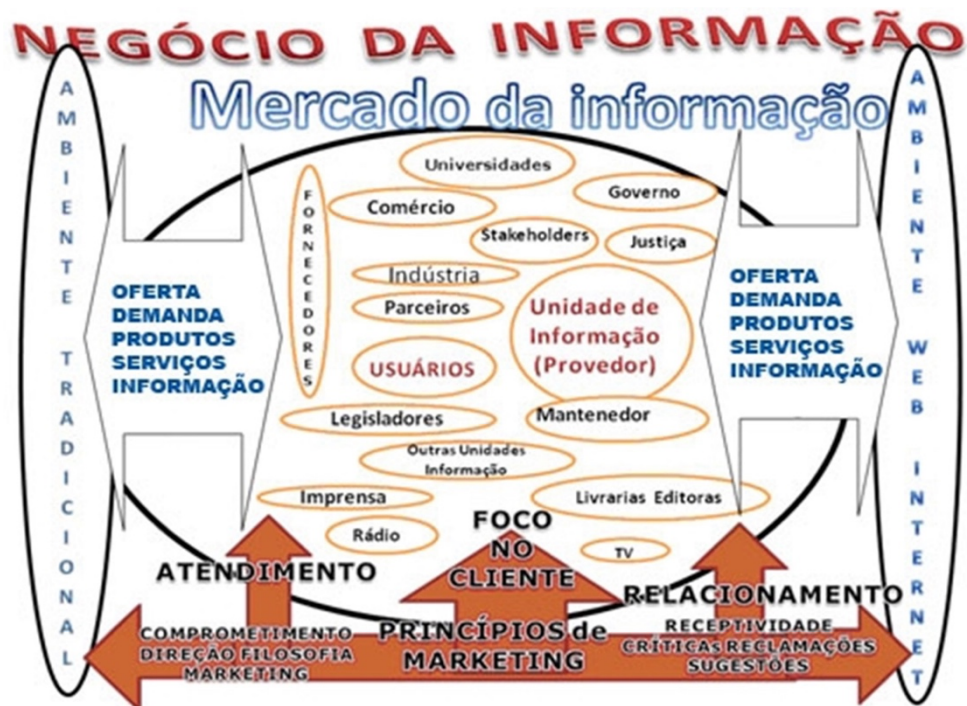 NEGÓCIO DA INFORMAÇÃO
Mercado da informação
AMBIENTE TRADICIONAL
OFERTA
DEMANDA
PRODUTOS
SERVIÇOS
INFORMAÇÃO
FORNECEDORES
Universidades
Governo
Comércio
Stakeholders
Justiça
Indústria
Parceiros
Unidade de
Informação
(Provedor)
USUÁRIOS
Legisladores
Mantenedor
Outras Unidades
Informação
Imprensa
Livrarias Editoras
Rádio
TV
OFERTA
DEMANDA
PRODUTOS
SERVIÇOS
INFORMAÇÃO
AMBIENTE WEB INTERNET
ATENDIMENTO
FOCO
NO
CLIENTE
RELACIONAMENTO
COMPROMETIMENTO
DIREÇÃO FILOSOFIA
MARKETING
PRINCÍPIOS de
MARKETING
RECEPTIVIDADE
CRÍTICAS RECLAMAÇÕES
SUGESTÕES